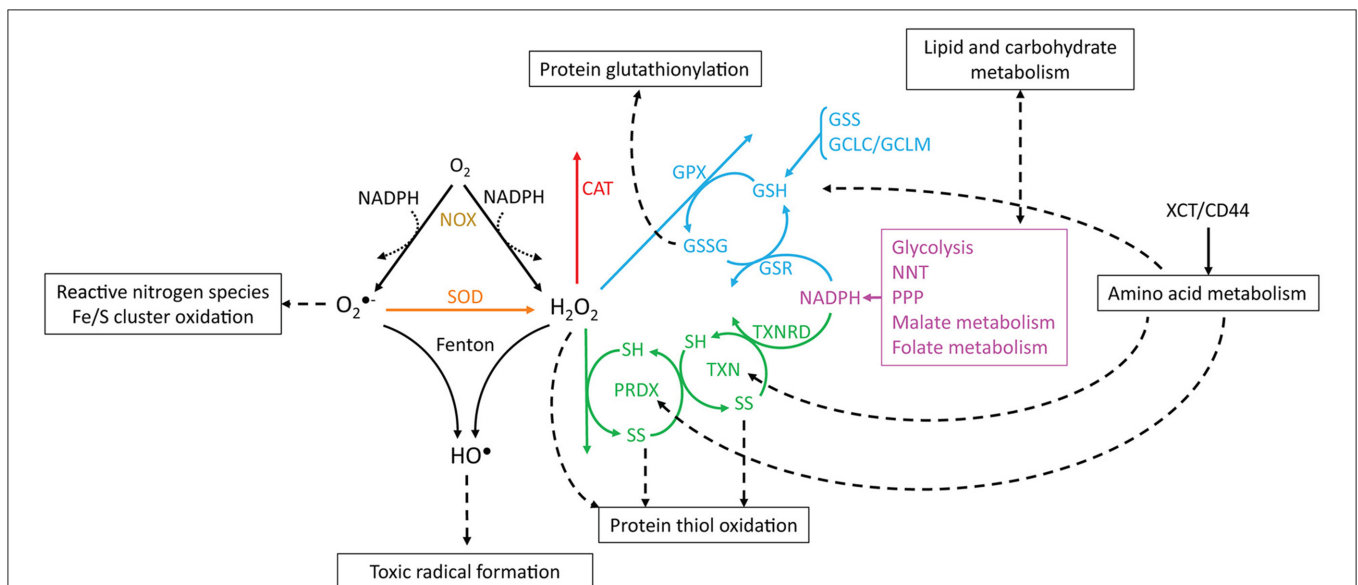 Lipid and carbohydrate
metabolism
Protein glutathionylation
GSS
GCLC/GCLM
O₂
NADPH
NADPH
NOX
CAT
GPX
GSH
XCT/CD44
GSSG
GSR
Glycolysis
NNT
PPP
Malate metabolism
Folate metabolism
NADPH
Amino acid metabolism
Reactive nitrogen species
Fe/S cluster oxidation
O₂•-
SOD
H₂O₂
Fenton
TXNRD
SH
SH
TXN
PRDX
SS
SS
HO•
Protein thiol oxidation
Toxic radical formation